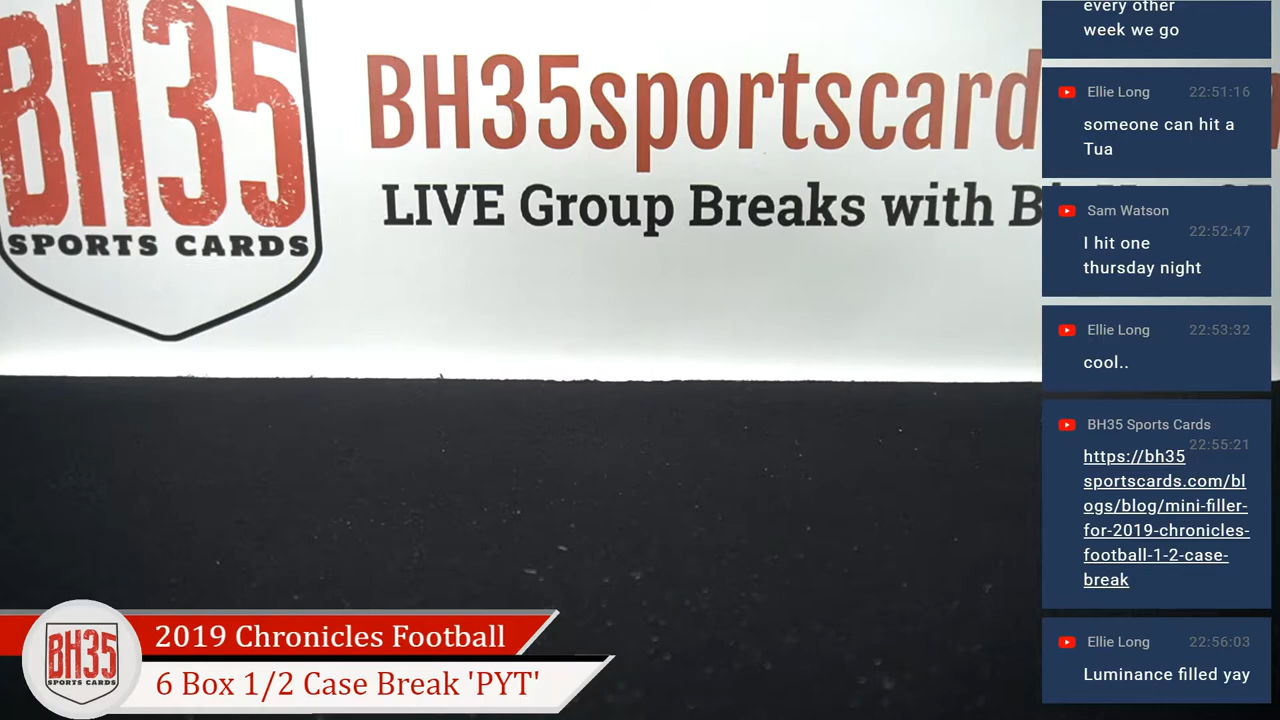 BH35
SPORTS CARDS
BH35sportscard
LIVE Group Breaks with
every other
week we go
Ellie Long 22:51:16
someone can hit a
Tua
Sam Watson
22:52:47
I hit one
thursday night
Ellie Long 22:53:32
cool..
BH35 Sports Cards
22:55:21
https://bh35
sportscards.com/bl
ogs/blog/mini-filler-
for-2019-chronicles-
football-1-2-case-
break
Ellie Long 22:56:03
Luminance filled yay
BH35
SPORTS CARDS
2019 Chronicles Football
6 Box 1/2 Case Break 'PYT'